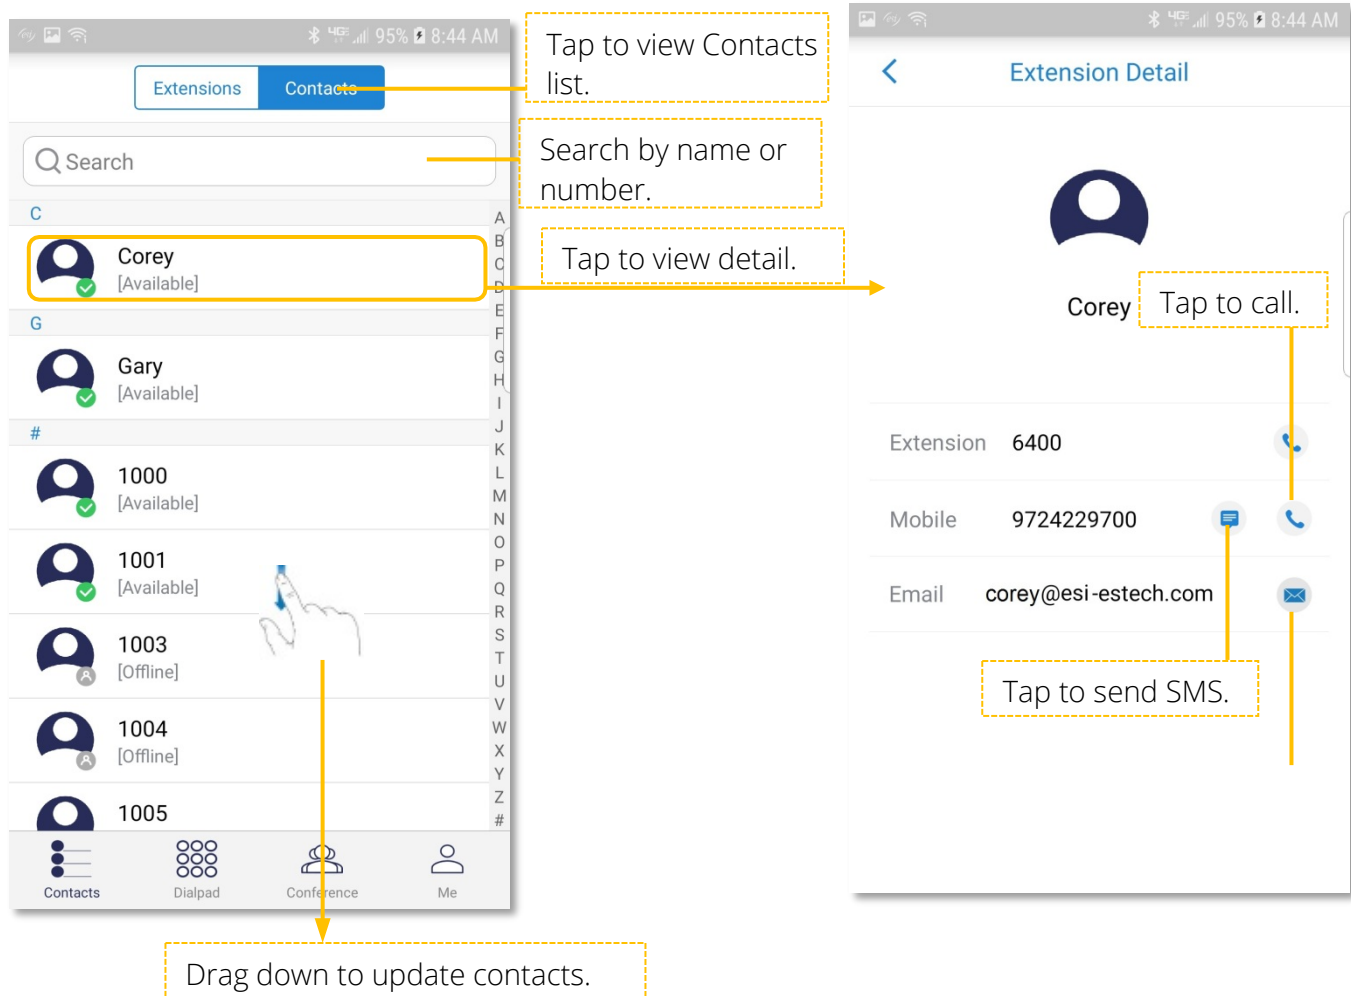 95% 8:44 AM
Extensions Contacts
Search
C
Corey
[Available]
G
Gary
[Available]
#
1000
[Available]
1001
[Available]
1003
[Offline]
1004
[Offline]
1005
A
B
C
D
E
F
G
H
I
J
K
L
M
N
O
P
Q
R
S
T
U
V
W
X
Y
Z
#
Contacts Dialpad Conference Me
Tap to view Contacts
list.
Search by name or
number.
Tap to view detail.
Drag down to update contacts.
4GE 95% 8:44 AM
Extension Detail
Corey
Tap to call.
Extension 6400
Mobile 9724229700
Email corey@esi-estech.com
Tap to send SMS.